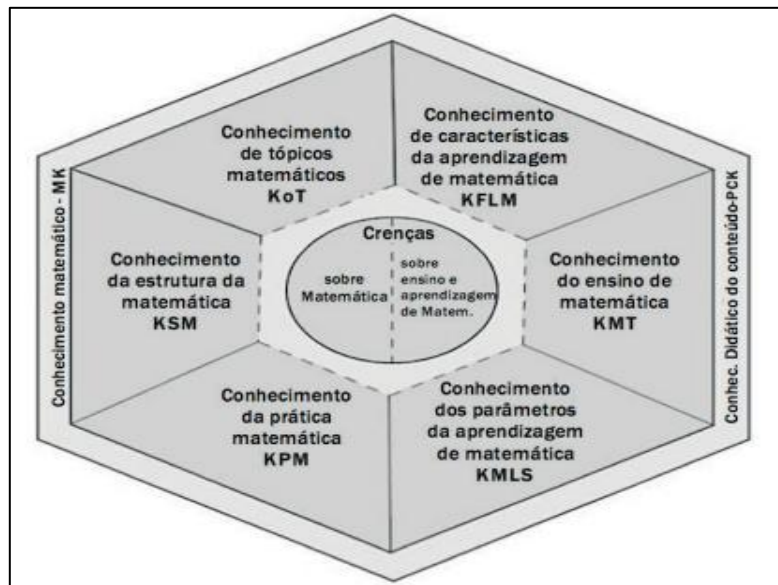 Conhecimento matemático - MK
Conhecimento
de tópicos
matemáticos
KoT
Conhecimento
de características
da aprendizagem
de matemática
KFLM
Conhecimento
da estrutura da
matemática
KSM
Crenças
sobre
Matemática
sobre
ensino e
aprendizagem
de Matem.
Conhecimento
do ensino de
matemática
KMT
Conhecimento
da prática
matemática
KPM
Conhecimento
dos parâmetros
da aprendizagem
de matemática
KMLS
Conhec. Didático do conteúdo-PCK